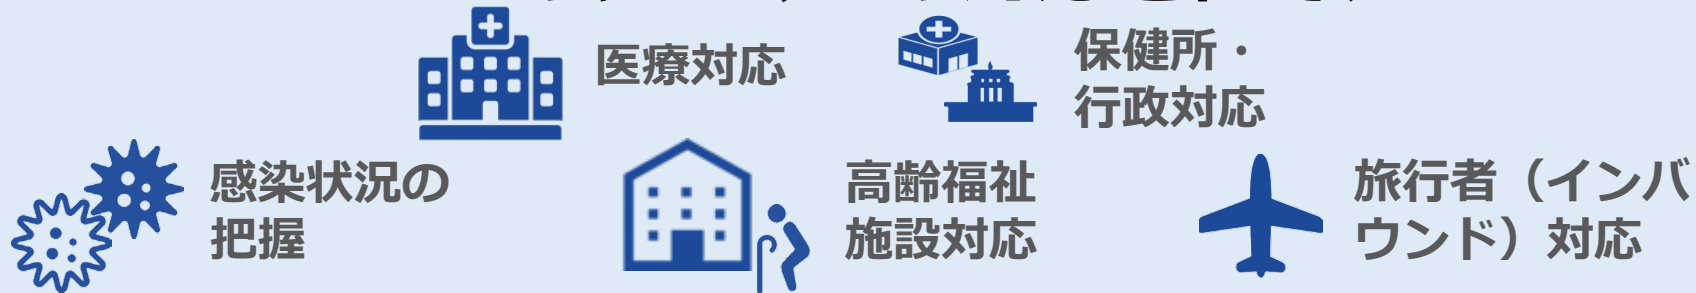 医療対応
保健所・
行政対応
感染状況の
把握
高齢福祉
施設対応
旅行者（インバ
ウンド）対応